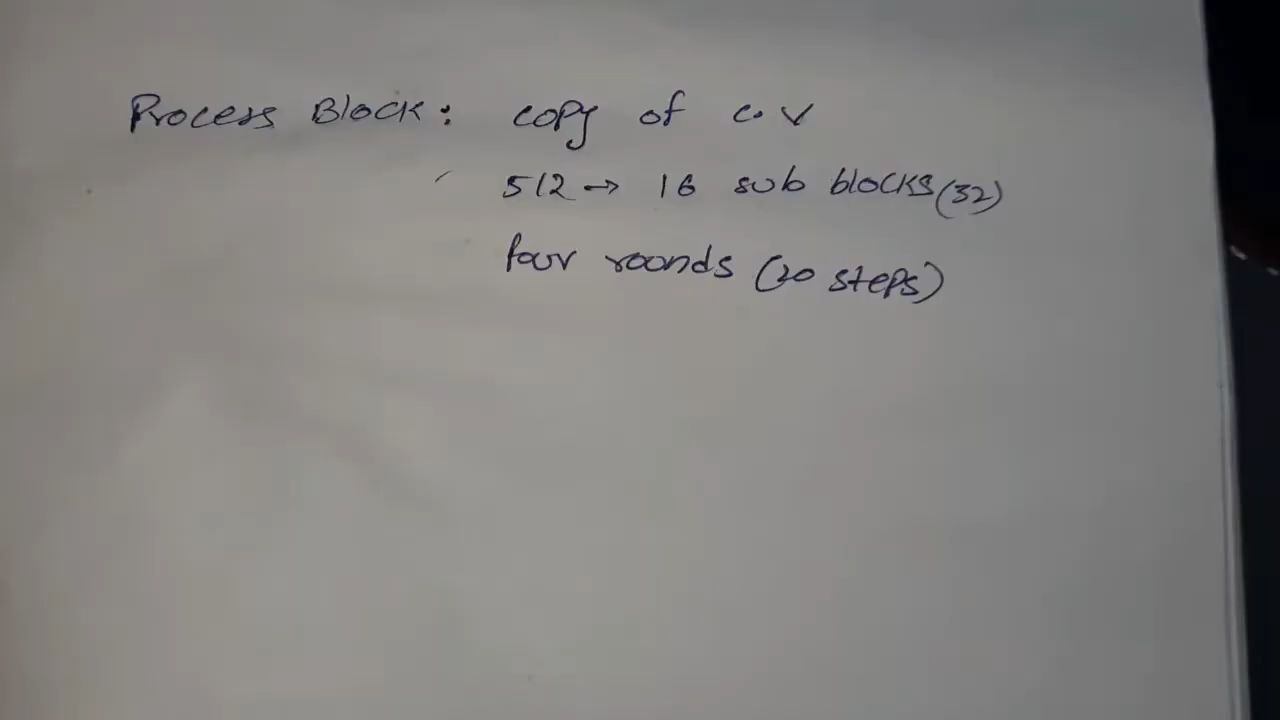 Process Block: copy of c.v
512 → 16 sub blocks (32)
four rounds (20 steps)